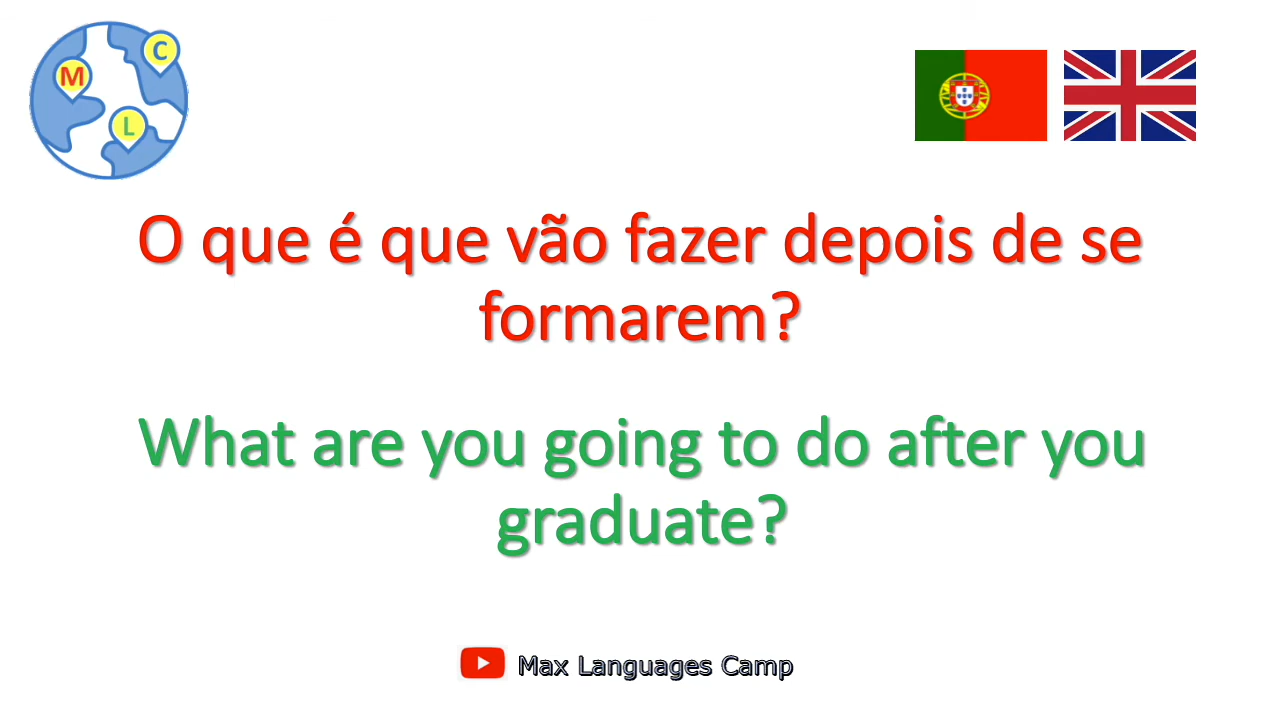 M
C
L
O que é que vão fazer depois de se
formarem?
What are you going to do after you
graduate?
Max Languages Camp